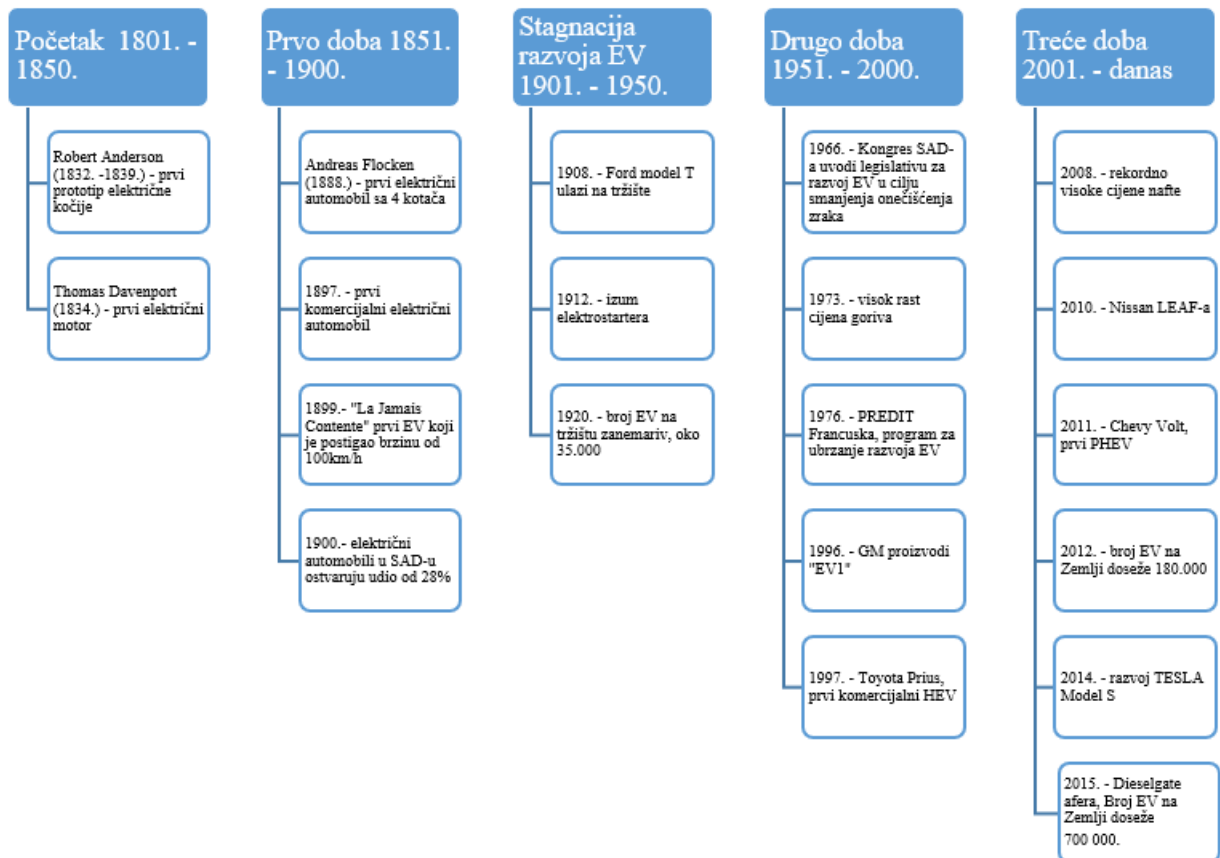 Početak 1801. -
1850.
Robert Anderson
(1832. -1839.) - prvi
prototip električne
kočije
Thomas Davenport
(1834.) - prvi električni
motor
Prvo doba 1851.
- 1900.
Andreas Flocken
(1888.) - prvi električni
automobil sa 4 kotača
1897. - prvi
komercijalni električni
automobil
1899.- "La Jamais
Contente" prvi EV koji
je postigao brzinu od
100km/h
1900.- električni
automobili u SAD-u
ostvaruju udio od 28%
Stagnacija
razvoja EV
1901. - 1950.
1908. - Ford model T
ulazi na tržište
1912. - izum
elektrostartera
1920. - broj EV na
tržištu zanemariv, oko
35.000
Drugo doba
1951. - 2000.
1966. - Kongres SAD-
a uvodi legislativu za
razvoj EV u cilju
smanjenja onečišćenja
zraka
1973. - visok rast
cijena goriva
1976. - PREDIT
Francuska, program za
ubrzanje razvoja EV
1996. - GM proizvodi
"EV1"
1997. - Toyota Prius,
prvi komercijalni HEV
Treće doba
2001. - danas
2008. - rekordno
visoke cijene nafte
2010. - Nissan LEAF-a
2011. - Chevy Volt,
prvi PHEV
2012. - broj EV na
Zemlji doseže 180.000
2014. - razvoj TESLA
Model S
2015. - Dieselgate
afera, Broj EV na
Zemlji doseže
700 000.